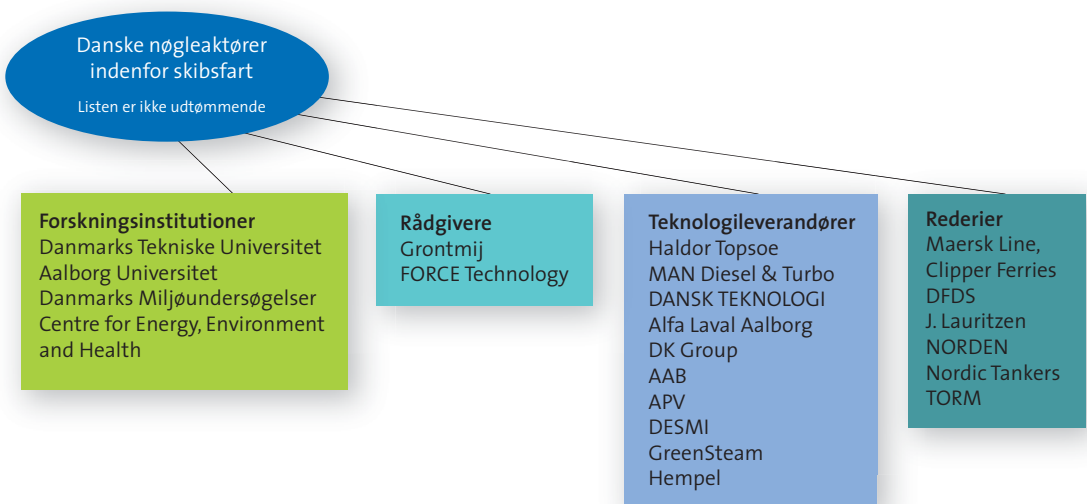 Danske nøgleaktører
indenfor skibsfart
Listen er ikke udtømmende
Forskningsinstitutioner
Danmarks Tekniske Universitet
Aalborg Universitet
Danmarks Miljøundersøgelser
Centre for Energy, Environment
and Health
Rådgivere
Grontmij
FORCE Technology
Teknologileverandører
Haldor Topsoe
MAN Diesel & Turbo
DANSK TEKNOLOGI
Alfa Laval Aalborg
DK Group
AAB
APV
DESMI
GreenSteam
Hempel
Rederier
Maersk Line,
Clipper Ferries
DFDS
J. Lauritzen
NORDEN
Nordic Tankers
TORM